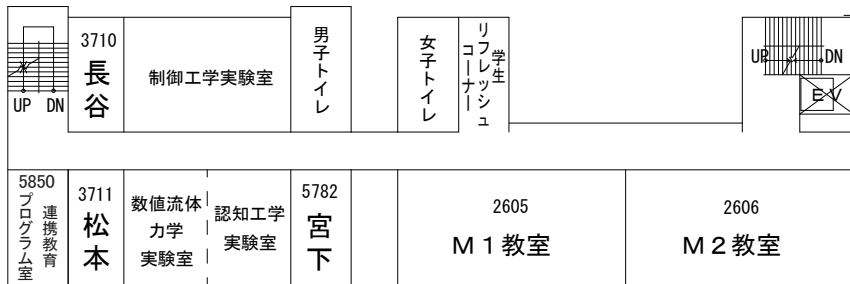 3710
長谷
制御工学実験室
男子トイレ
女子トイレ
学生
リフレッシュ
コーナー
UP DN
UP DN
EV
5850
連携教育
プログラム室
3711
松本
数値流体
力学
実験室
認知工学
実験室
5782
宮下
2605
M1教室
2606
M2教室